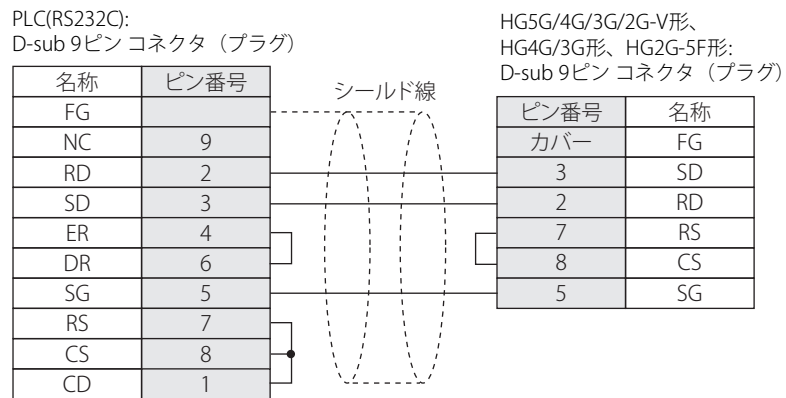 PLC(RS232C):
D-sub 9ピン コネクタ（プラグ）
名称 ピン番号
FG
NC 9
RD 2
SD 3
ER 4
DR 6
SG 5
RS 7
CS 8
CD 1
シールド線
HG5G/4G/3G/2G-V形、
HG4G/3G形、HG2G-5F形:
D-sub 9ピン コネクタ（プラグ）
ピン番号 名称
カバー FG
3 SD
2 RD
7 RS
8 CS
5 SG